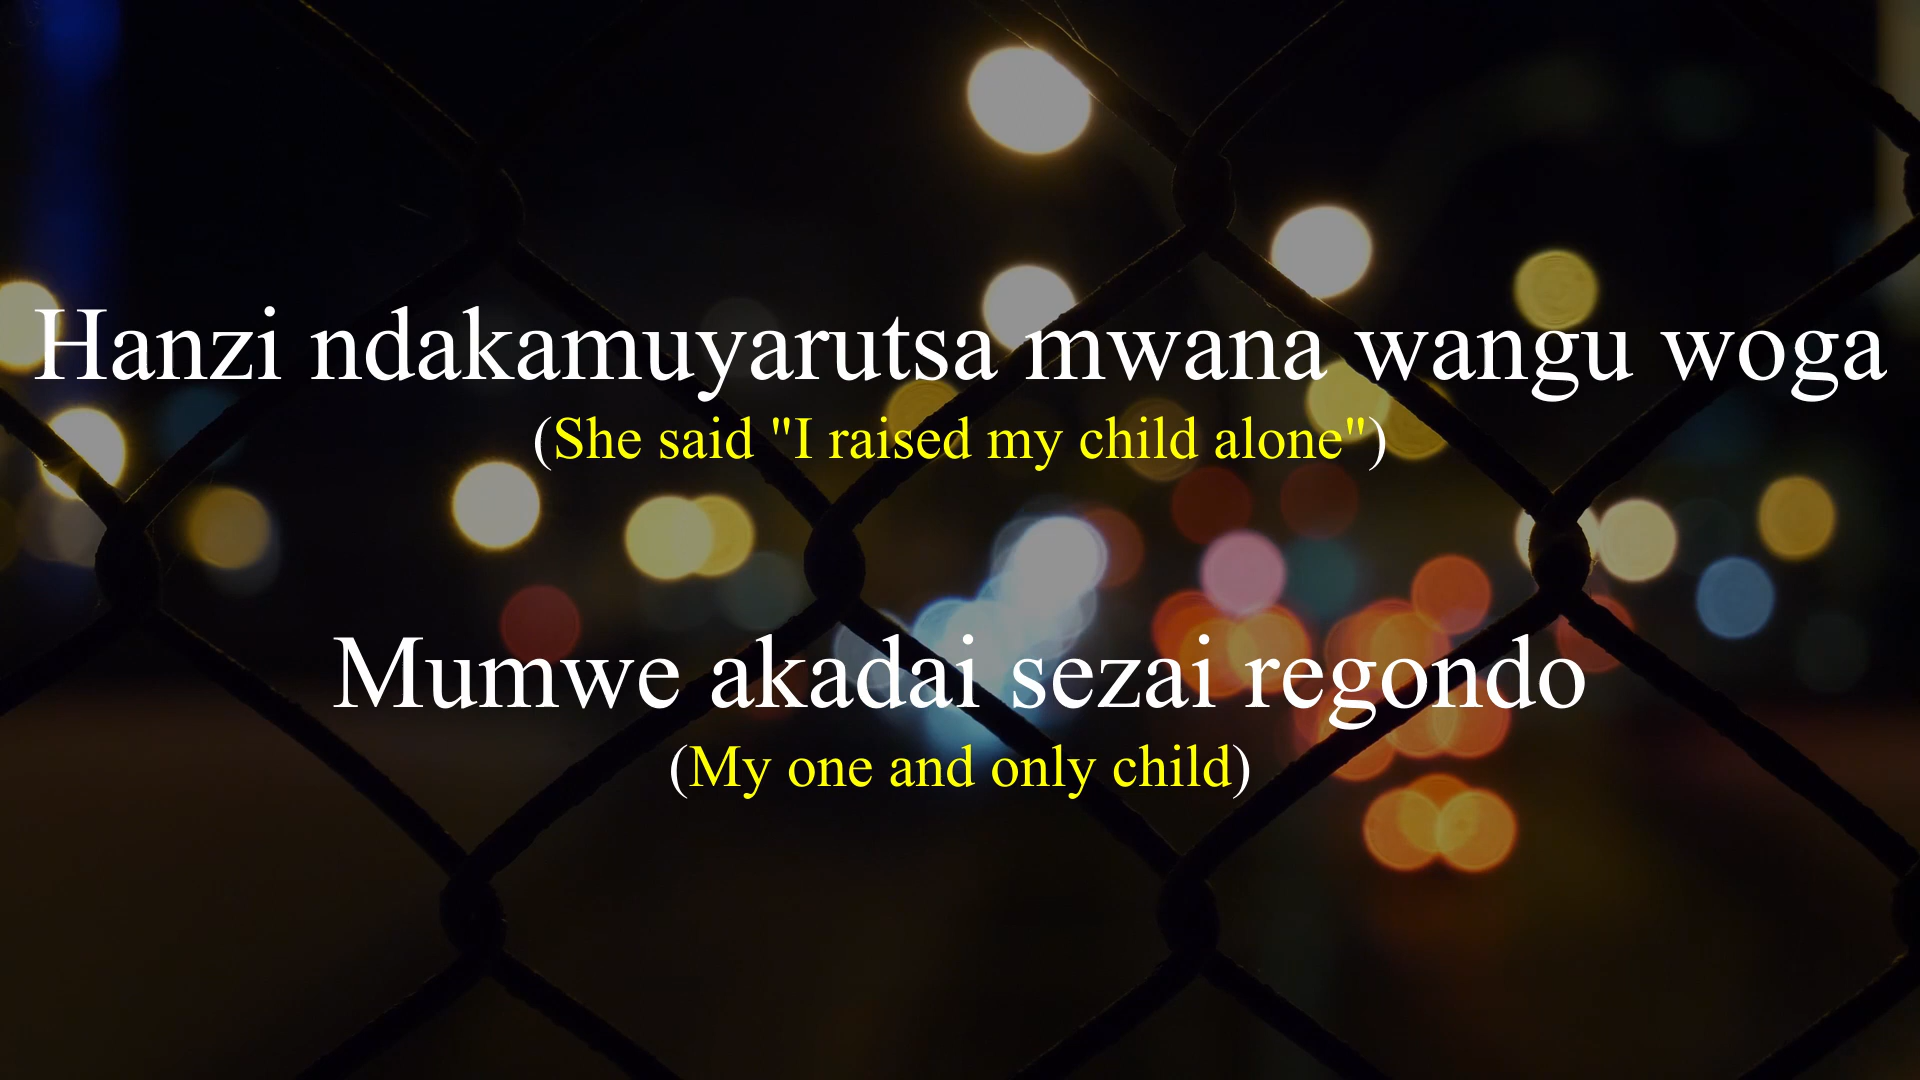 Hanzi ndakamuyarutsa mwana wangu woga
(She said "I raised my child alone")
Mumwe akadai sezai regondo
(My one and only child)